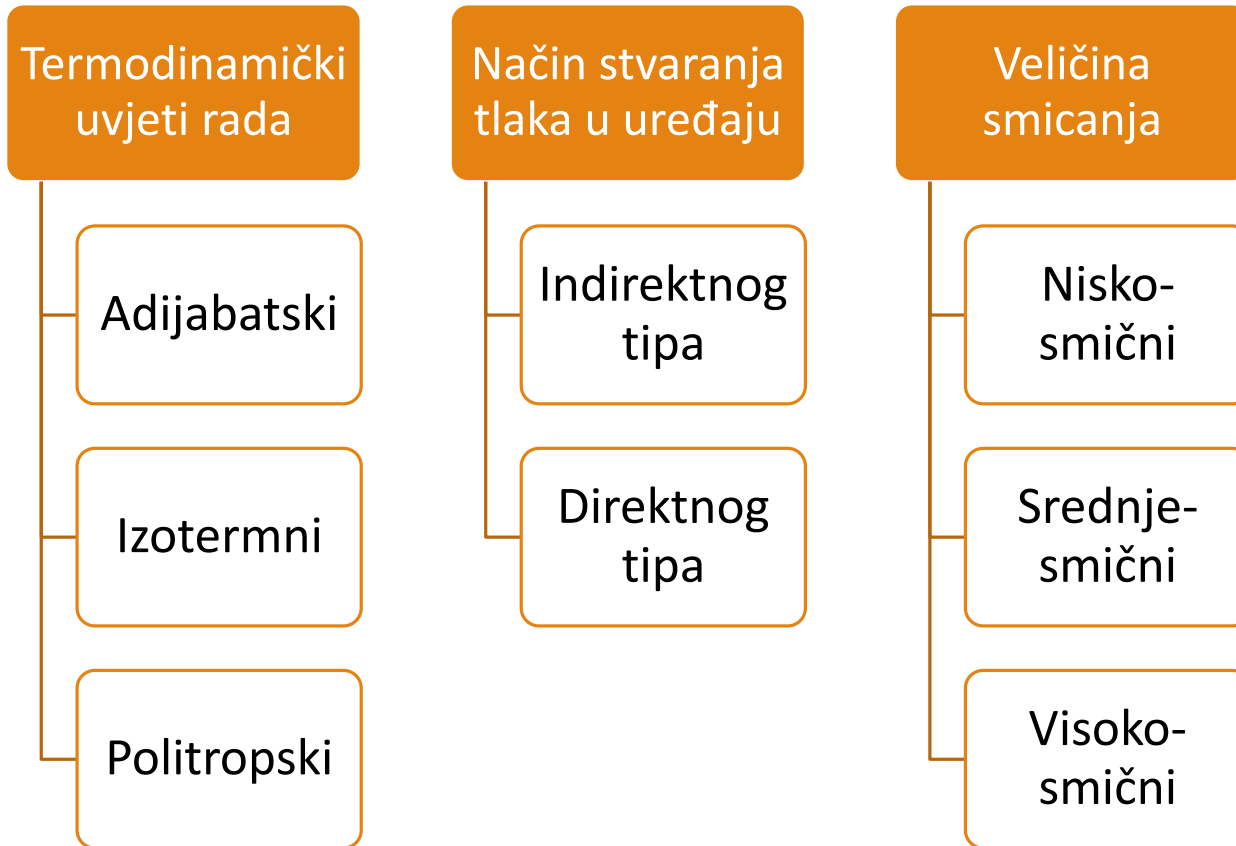 Termodinamički
uvjeti rada
Adijabatski
Izotermni
Politropski
Način stvaranja
tlaka u uređaju
Indirektnog
tipa
Direktnog
tipa
Veličina
smicanja
Nisko-
smični
Srednje-
smični
Visoko-
smični